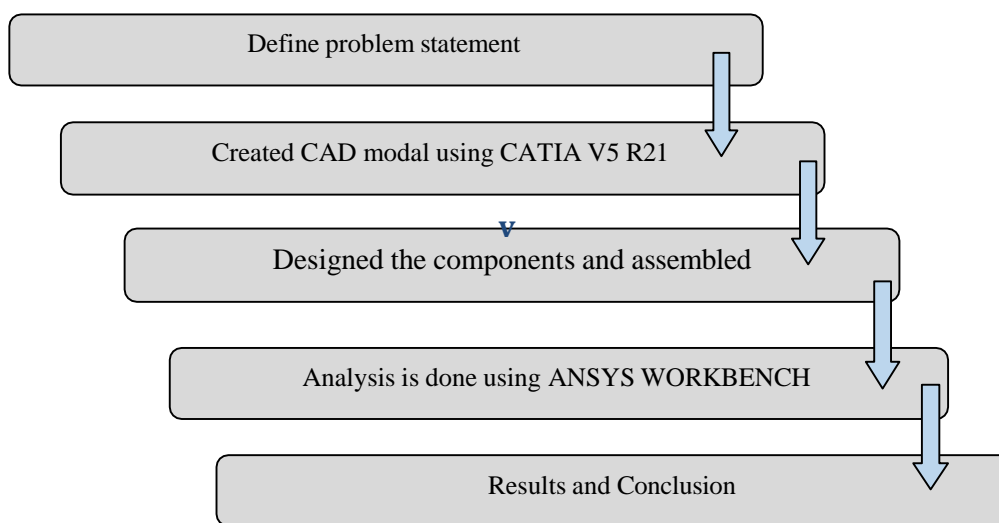 Define problem statement
Created CAD modal using CATIA V5 R21
v
Designed the components and assembled
Analysis is done using ANSYS WORKBENCH
Results and Conclusion